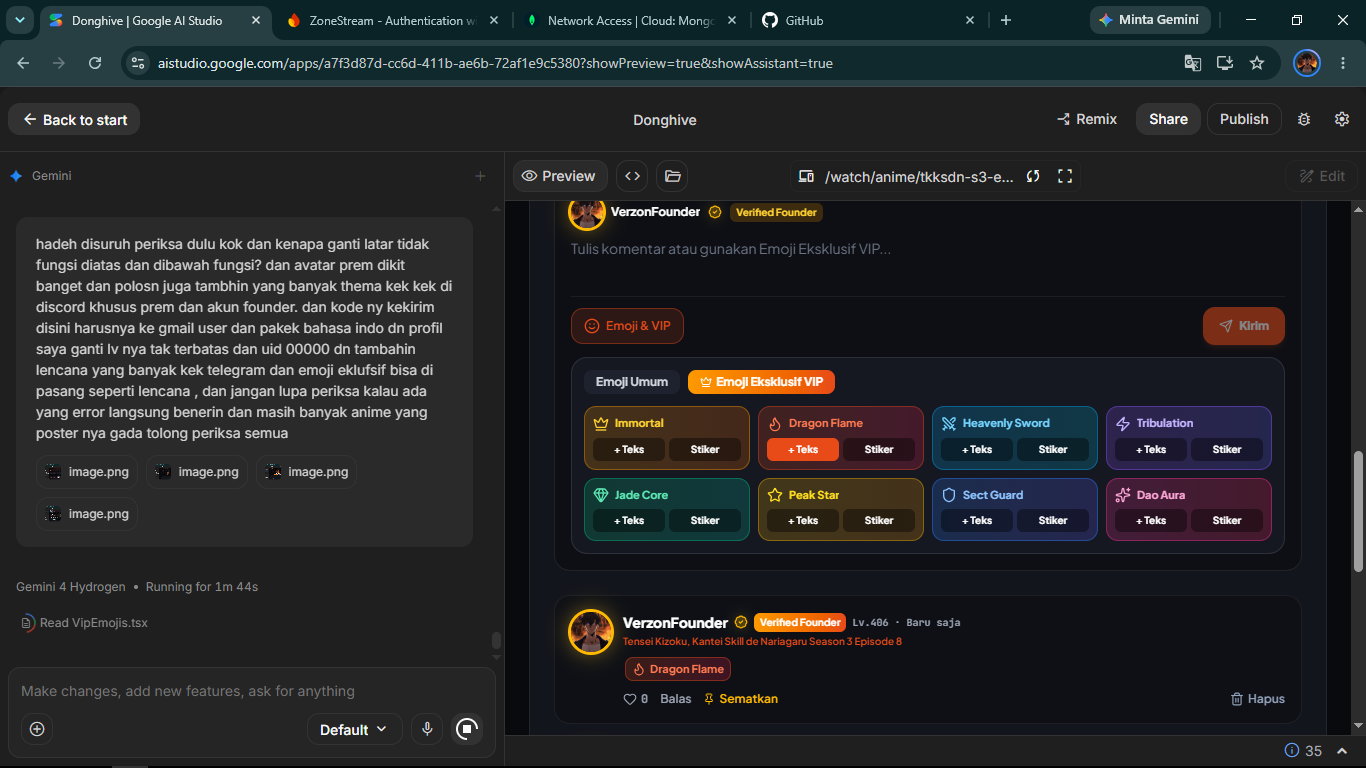 Donghive | Google AI Studio
ZoneStream - Authentication wi
Network Access | Cloud: Mong
GitHub
Minta Gemini
aistudio.google.com/apps/a7f3d87d-cc6d-411b-ae6b-72af1e9c5380?showPreview=true&showAssistant=true
Back to start
Donghive
Remix
Share
Publish
Gemini
Preview
/watch/anime/tkksdn-s3-e...
Edit
hadeh disuruh periksa dulu kok dan kenapa ganti latar tidak
fungsi diatas dan dibawah fungsi? dan avatar prem dikit
banget dan polosn juga tambhin yang banyak thema kek kek di
discord khusus prem dan akun founder. dan kode ny kekirim
disini harusnya ke gmail user dan pakek bahasa indo dn profil
saya ganti lv nya tak terbatas dan uid 00000 dn tambahin
lencana yang banyak kek telegram dan emoji eklufsif bisa di
pasang seperti lencana , dan jangan lupa periksa kalau ada
yang error langsung benerin dan masih banyak anime yang
poster nya gada tolong periksa semua
image.png
image.png
image.png
image.png
Gemini 4 Hydrogen • Running for 1m 44s
Read VipEmojis.tsx
Make changes, add new features, ask for anything
Default
VerzonFounder
Verified Founder
Tulis komentar atau gunakan Emoji Eksklusif VIP...
Emoji & VIP
Kirim
Emoji Umum
Emoji Eksklusif VIP
Immortal
+ Teks
Stiker
Dragon Flame
+ Teks
Stiker
Heavenly Sword
+ Teks
Stiker
Tribulation
+ Teks
Stiker
Jade Core
+ Teks
Stiker
Peak Star
+ Teks
Stiker
Sect Guard
+ Teks
Stiker
Dao Aura
+ Teks
Stiker
VerzonFounder
Verified Founder
Lv.406 · Baru saja
Tensei Kizoku, Kantei Skill de Nariagaru Season 3 Episode 8
Dragon Flame
0
Balas
Sematkan
Hapus
35